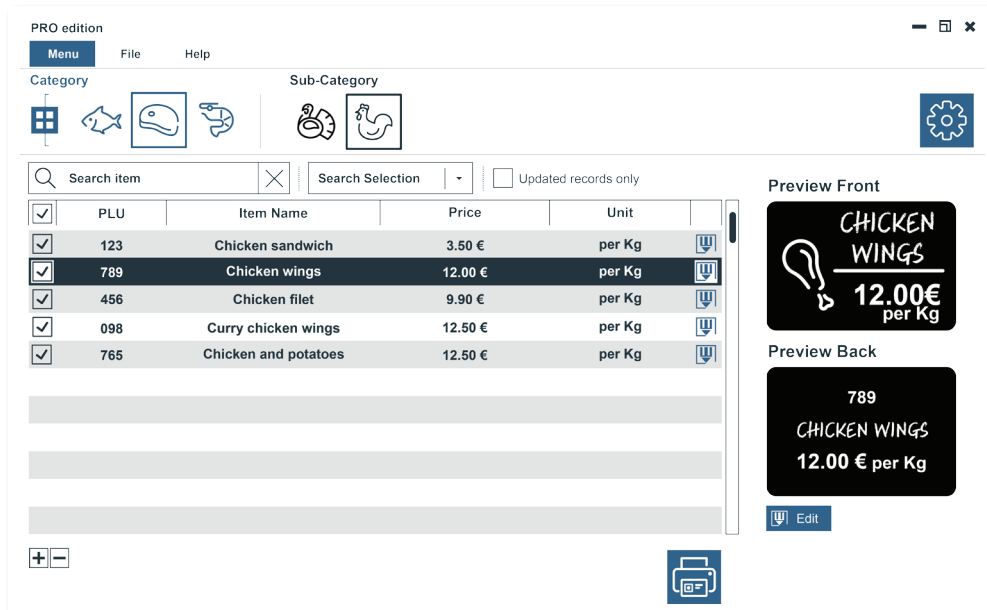 PRO edition
Menu File Help
Category Sub-Category
Search item Search Selection Updated records only
PLU Item Name Price Unit
123 Chicken sandwich 3.50 € per Kg
789 Chicken wings 12.00 € per Kg
456 Chicken filet 9.90 € per Kg
098 Curry chicken wings 12.50 € per Kg
765 Chicken and potatoes 12.50 € per Kg
Preview Front
CHICKEN
WINGS
12.00€
per Kg
Preview Back
789
CHICKEN WINGS
12.00 € per Kg
Edit